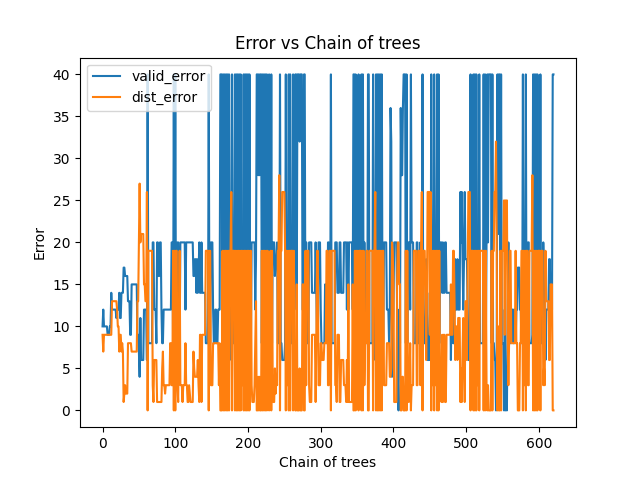 Error vs Chain of trees
valid_error
dist_error
40
35
30
25
20
15
10
5
0
Error
0 100 200 300 400 500 600
Chain of trees